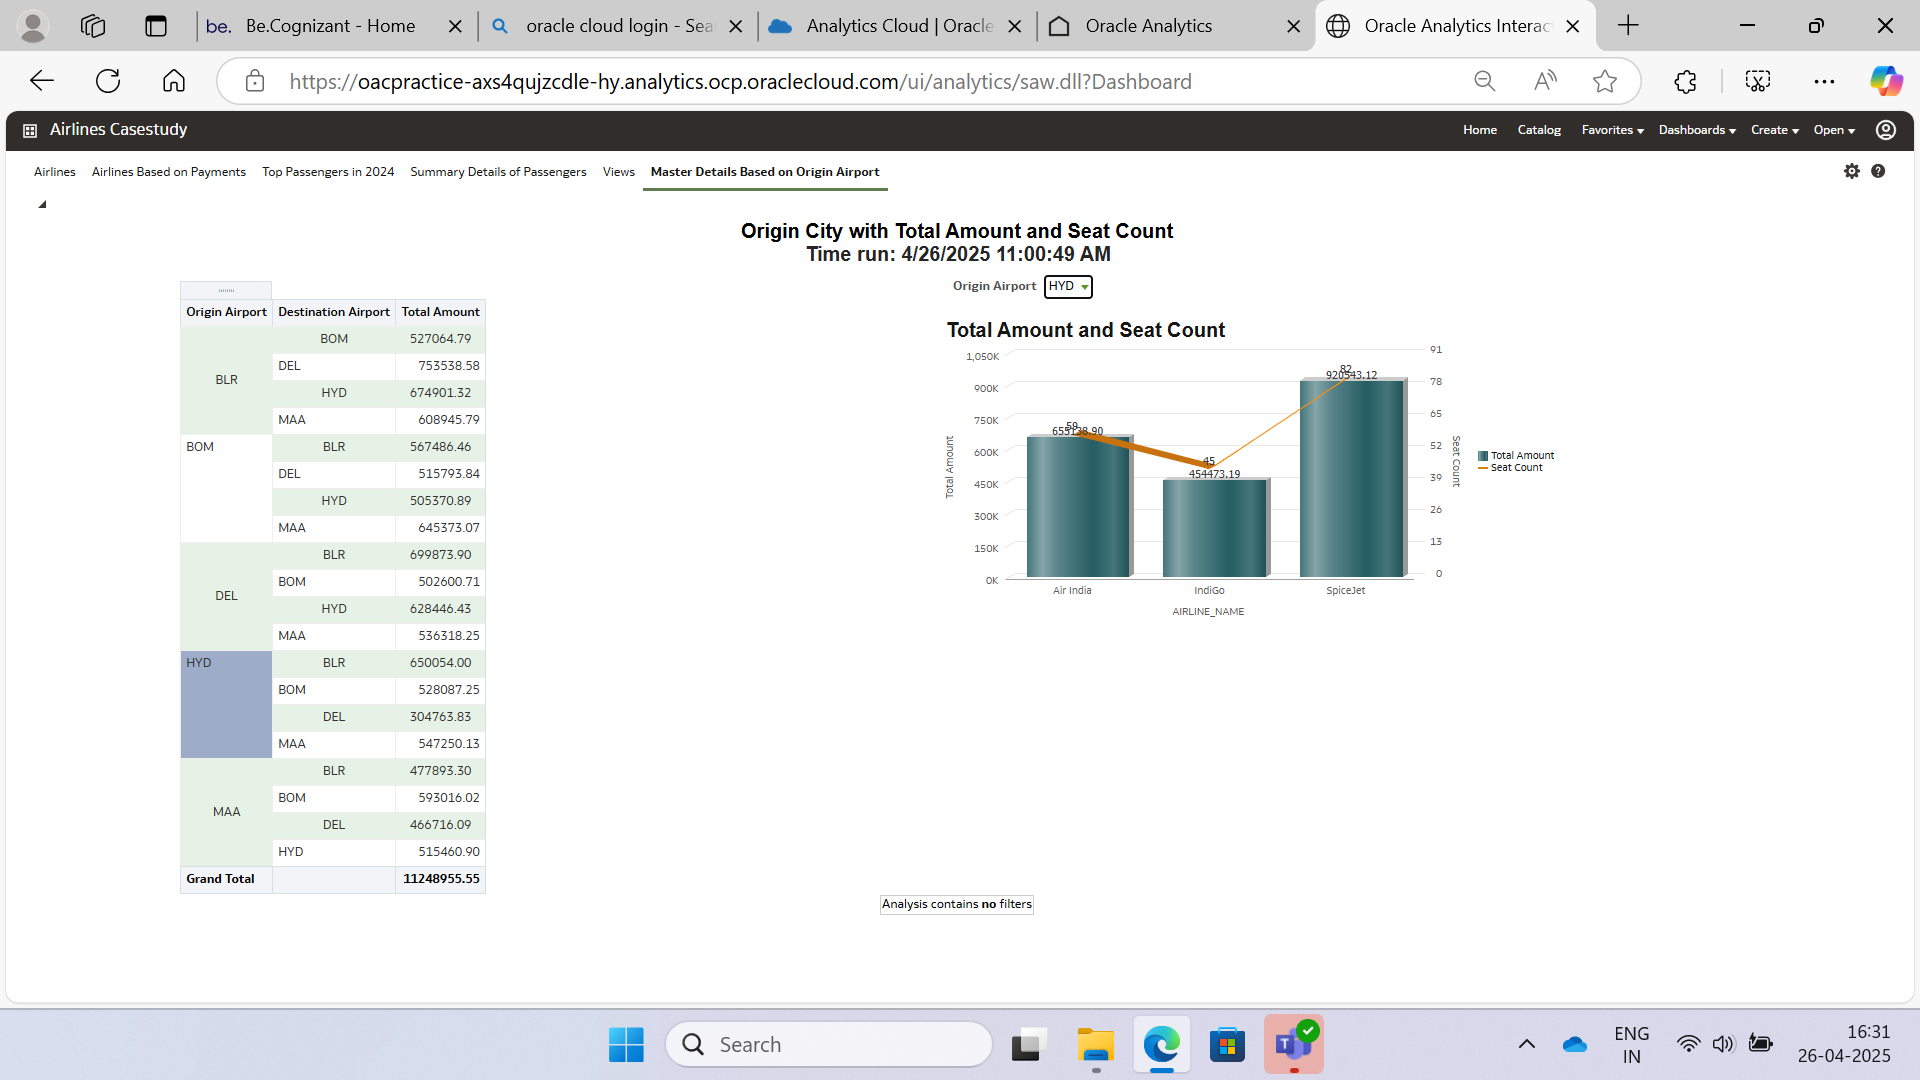 be. Be.Cognizant - Home
oracle cloud login - Sea
Analytics Cloud | Oracle
Oracle Analytics
Oracle Analytics Interac
https://oacpractice-axs4qujzcdle-hy.analytics.ocp.oraclecloud.com/ui/analytics/saw.dll?Dashboard
Airlines Casestudy
Home Catalog Favorites Dashboards Create Open
Airlines Airlines Based on Payments Top Passengers in 2024 Summary Details of Passengers Views Master Details Based on Origin Airport
Origin City with Total Amount and Seat Count
Time run: 4/26/2025 11:00:49 AM
Origin Airport Destination Airport Total Amount
BLR BOM 527064.79
DEL 753538.58
HYD 674901.32
MAA 608945.79
BOM BLR 567486.46
DEL 515793.84
HYD 505370.89
MAA 645373.07
DEL BLR 699873.90
BOM 502600.71
HYD 628446.43
MAA 536318.25
HYD BLR 650054.00
BOM 528087.25
DEL 304763.83
MAA 547250.13
MAA BLR 477893.30
BOM 593016.02
DEL 466716.09
HYD 515460.90
Grand Total 11248955.55
Origin Airport HYD
Total Amount and Seat Count
Total Amount
1,050K
900K
750K
600K
450K
300K
150K
0K
59
655138.90
45
454473.19
82
920543.12
91
78
65
52
39
26
13
0
Seat Count
Air India IndiGo SpiceJet
AIRLINE_NAME
Total Amount
Seat Count
Analysis contains no filters
Search
ENG
IN
16:31
26-04-2025